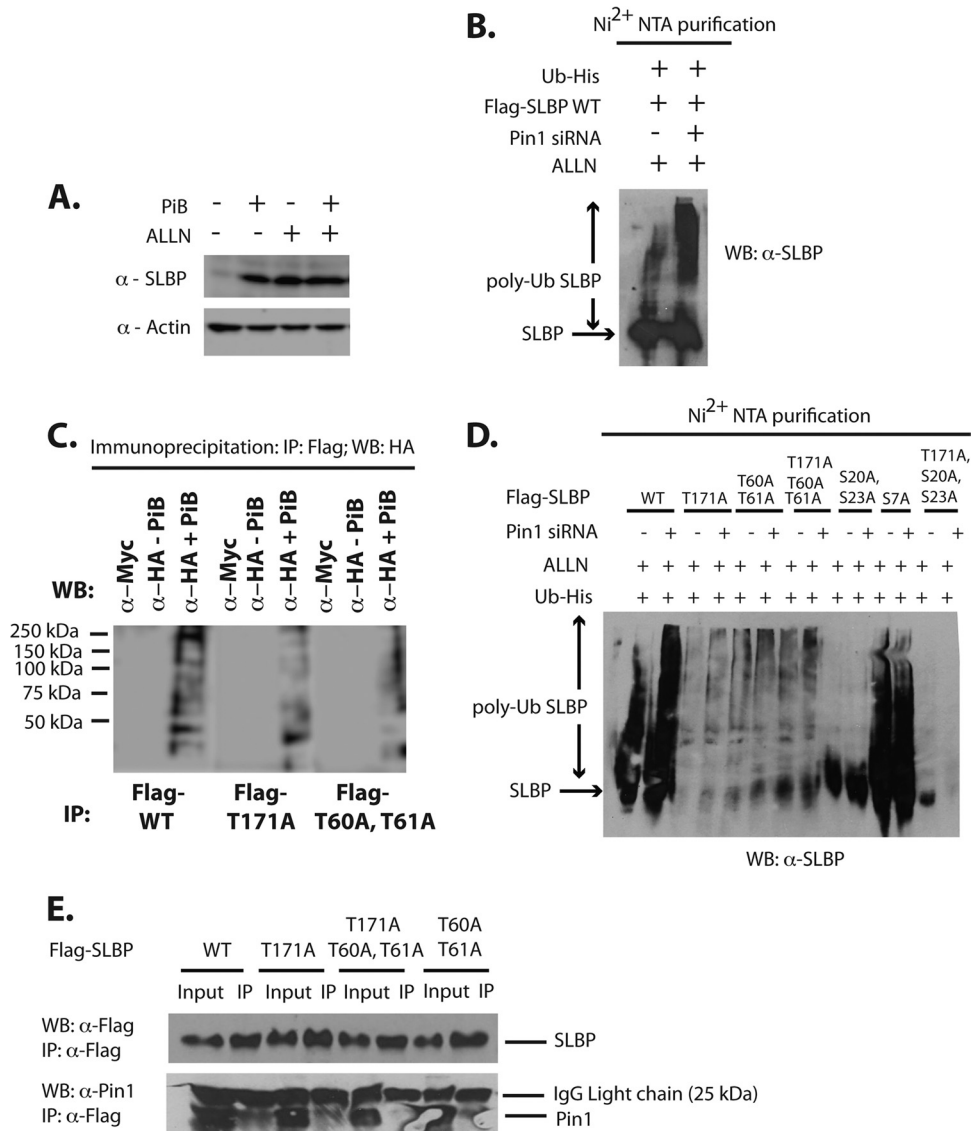 A.
PiB - + - +
ALLN - - + +
α - SLBP
α - Actin
B.
Ni2+ NTA purification
Ub-His + +
Flag-SLBP WT + +
Pin1 siRNA - +
ALLN + +
poly-Ub SLBP
SLBP
WB: α-SLBP
C.
Immunoprecipitation: IP: Flag; WB: HA
WB:
α-Myc
α-HA - PiB
α-HA + PiB
α-Myc
α-HA - PiB
α-HA + PiB
α-Myc
α-HA - PiB
α-HA + PiB
250 kDa
150 kDa
100 kDa
75 kDa
50 kDa
IP:
Flag-
WT
Flag-
T171A
Flag-
T60A, T61A
D.
Ni2+ NTA purification
Flag-SLBP
WT
T171A
T60A
T61A
T171A
T60A
T61A
S20A,
S23A
S7A
T171A,
S20A,
S23A
Pin1 siRNA - + - + - + - + - + - + - +
ALLN + + + + + + + + + + + + + +
Ub-His + + + + + + + + + + + + + +
poly-Ub SLBP
SLBP
WB: α-SLBP
E.
Flag-SLBP
WT
T171A
T171A
T60A, T61A
T60A
T61A
Input IP Input IP Input IP Input IP
WB: α-Flag
IP: α-Flag
SLBP
WB: α-Pin1
IP: α-Flag
IgG Light chain (25 kDa)
Pin1